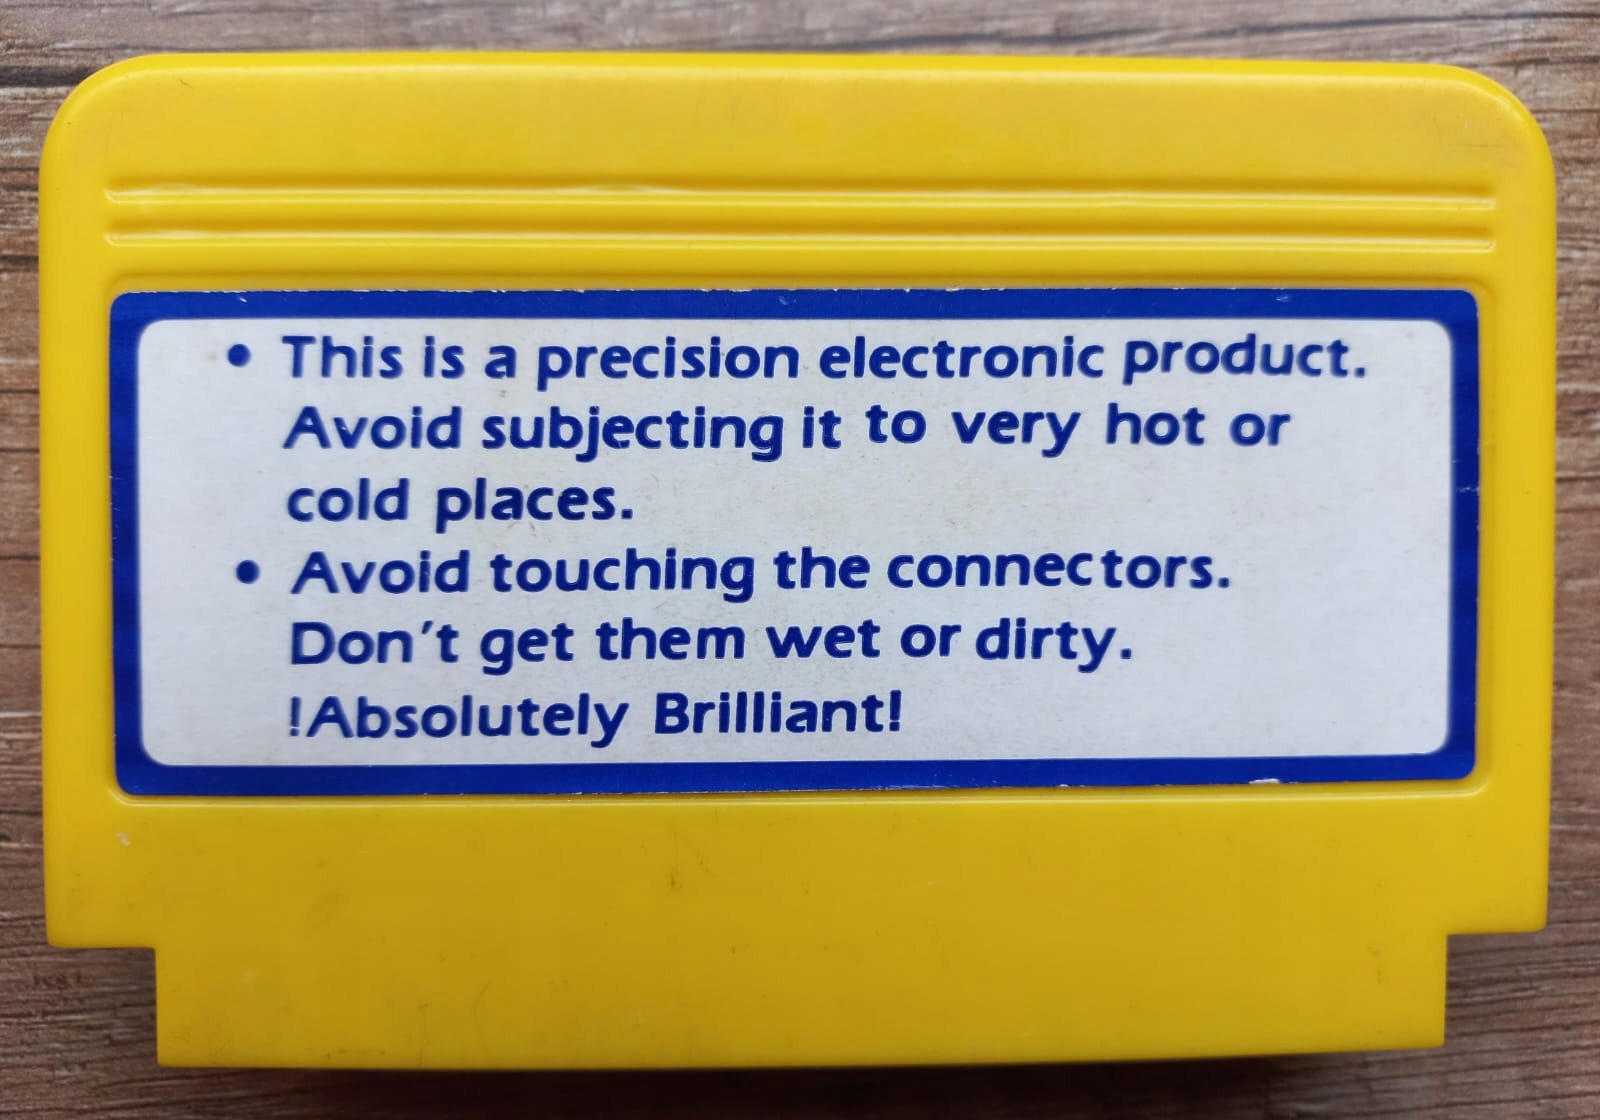 • This is a precision electronic product.
Avoid subjecting it to very hot or
cold places.
• Avoid touching the connectors.
Don't get them wet or dirty.
!Absolutely Brilliant!